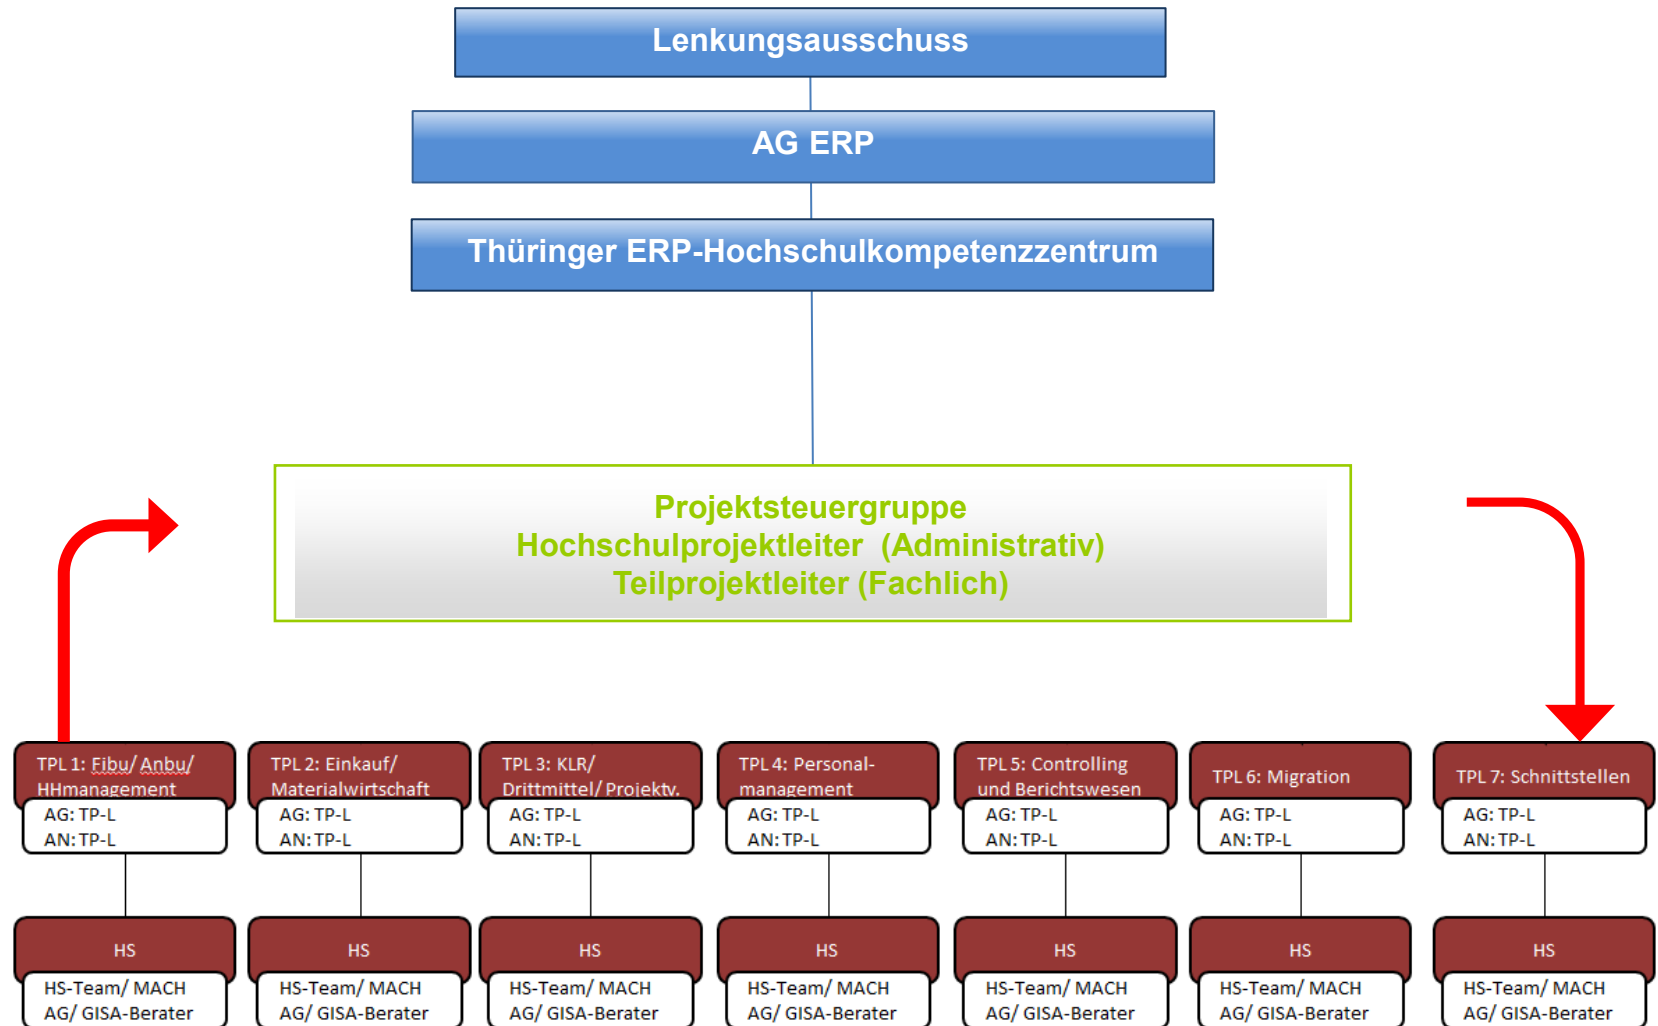 Lenkungsausschuss
AG ERP
Thüringer ERP-Hochschulkompetenzzentrum
Projektsteuergruppe
Hochschulprojektleiter (Administrativ)
Teilprojektleiter (Fachlich)
TPL 1: Fibu/ Anbu/
HHmanagement
AG: TP-L
AN: TP-L
TPL 2: Einkauf/
Materialwirtschaft
AG: TP-L
AN: TP-L
TPL 3: KLR/
Drittmittel/ Projektv.
AG: TP-L
AN: TP-L
TPL 4: Personal-
management
AG: TP-L
AN: TP-L
TPL 5: Controlling
und Berichtswesen
AG: TP-L
AN: TP-L
TPL 6: Migration
AG: TP-L
AN: TP-L
TPL 7: Schnittstellen
AG: TP-L
AN: TP-L
HS
HS-Team/ MACH
AG/ GISA-Berater
HS
HS-Team/ MACH
AG/ GISA-Berater
HS
HS-Team/ MACH
AG/ GISA-Berater
HS
HS-Team/ MACH
AG/ GISA-Berater
HS
HS-Team/ MACH
AG/ GISA-Berater
HS
HS-Team/ MACH
AG/ GISA-Berater
HS
HS-Team/ MACH
AG/ GISA-Berater